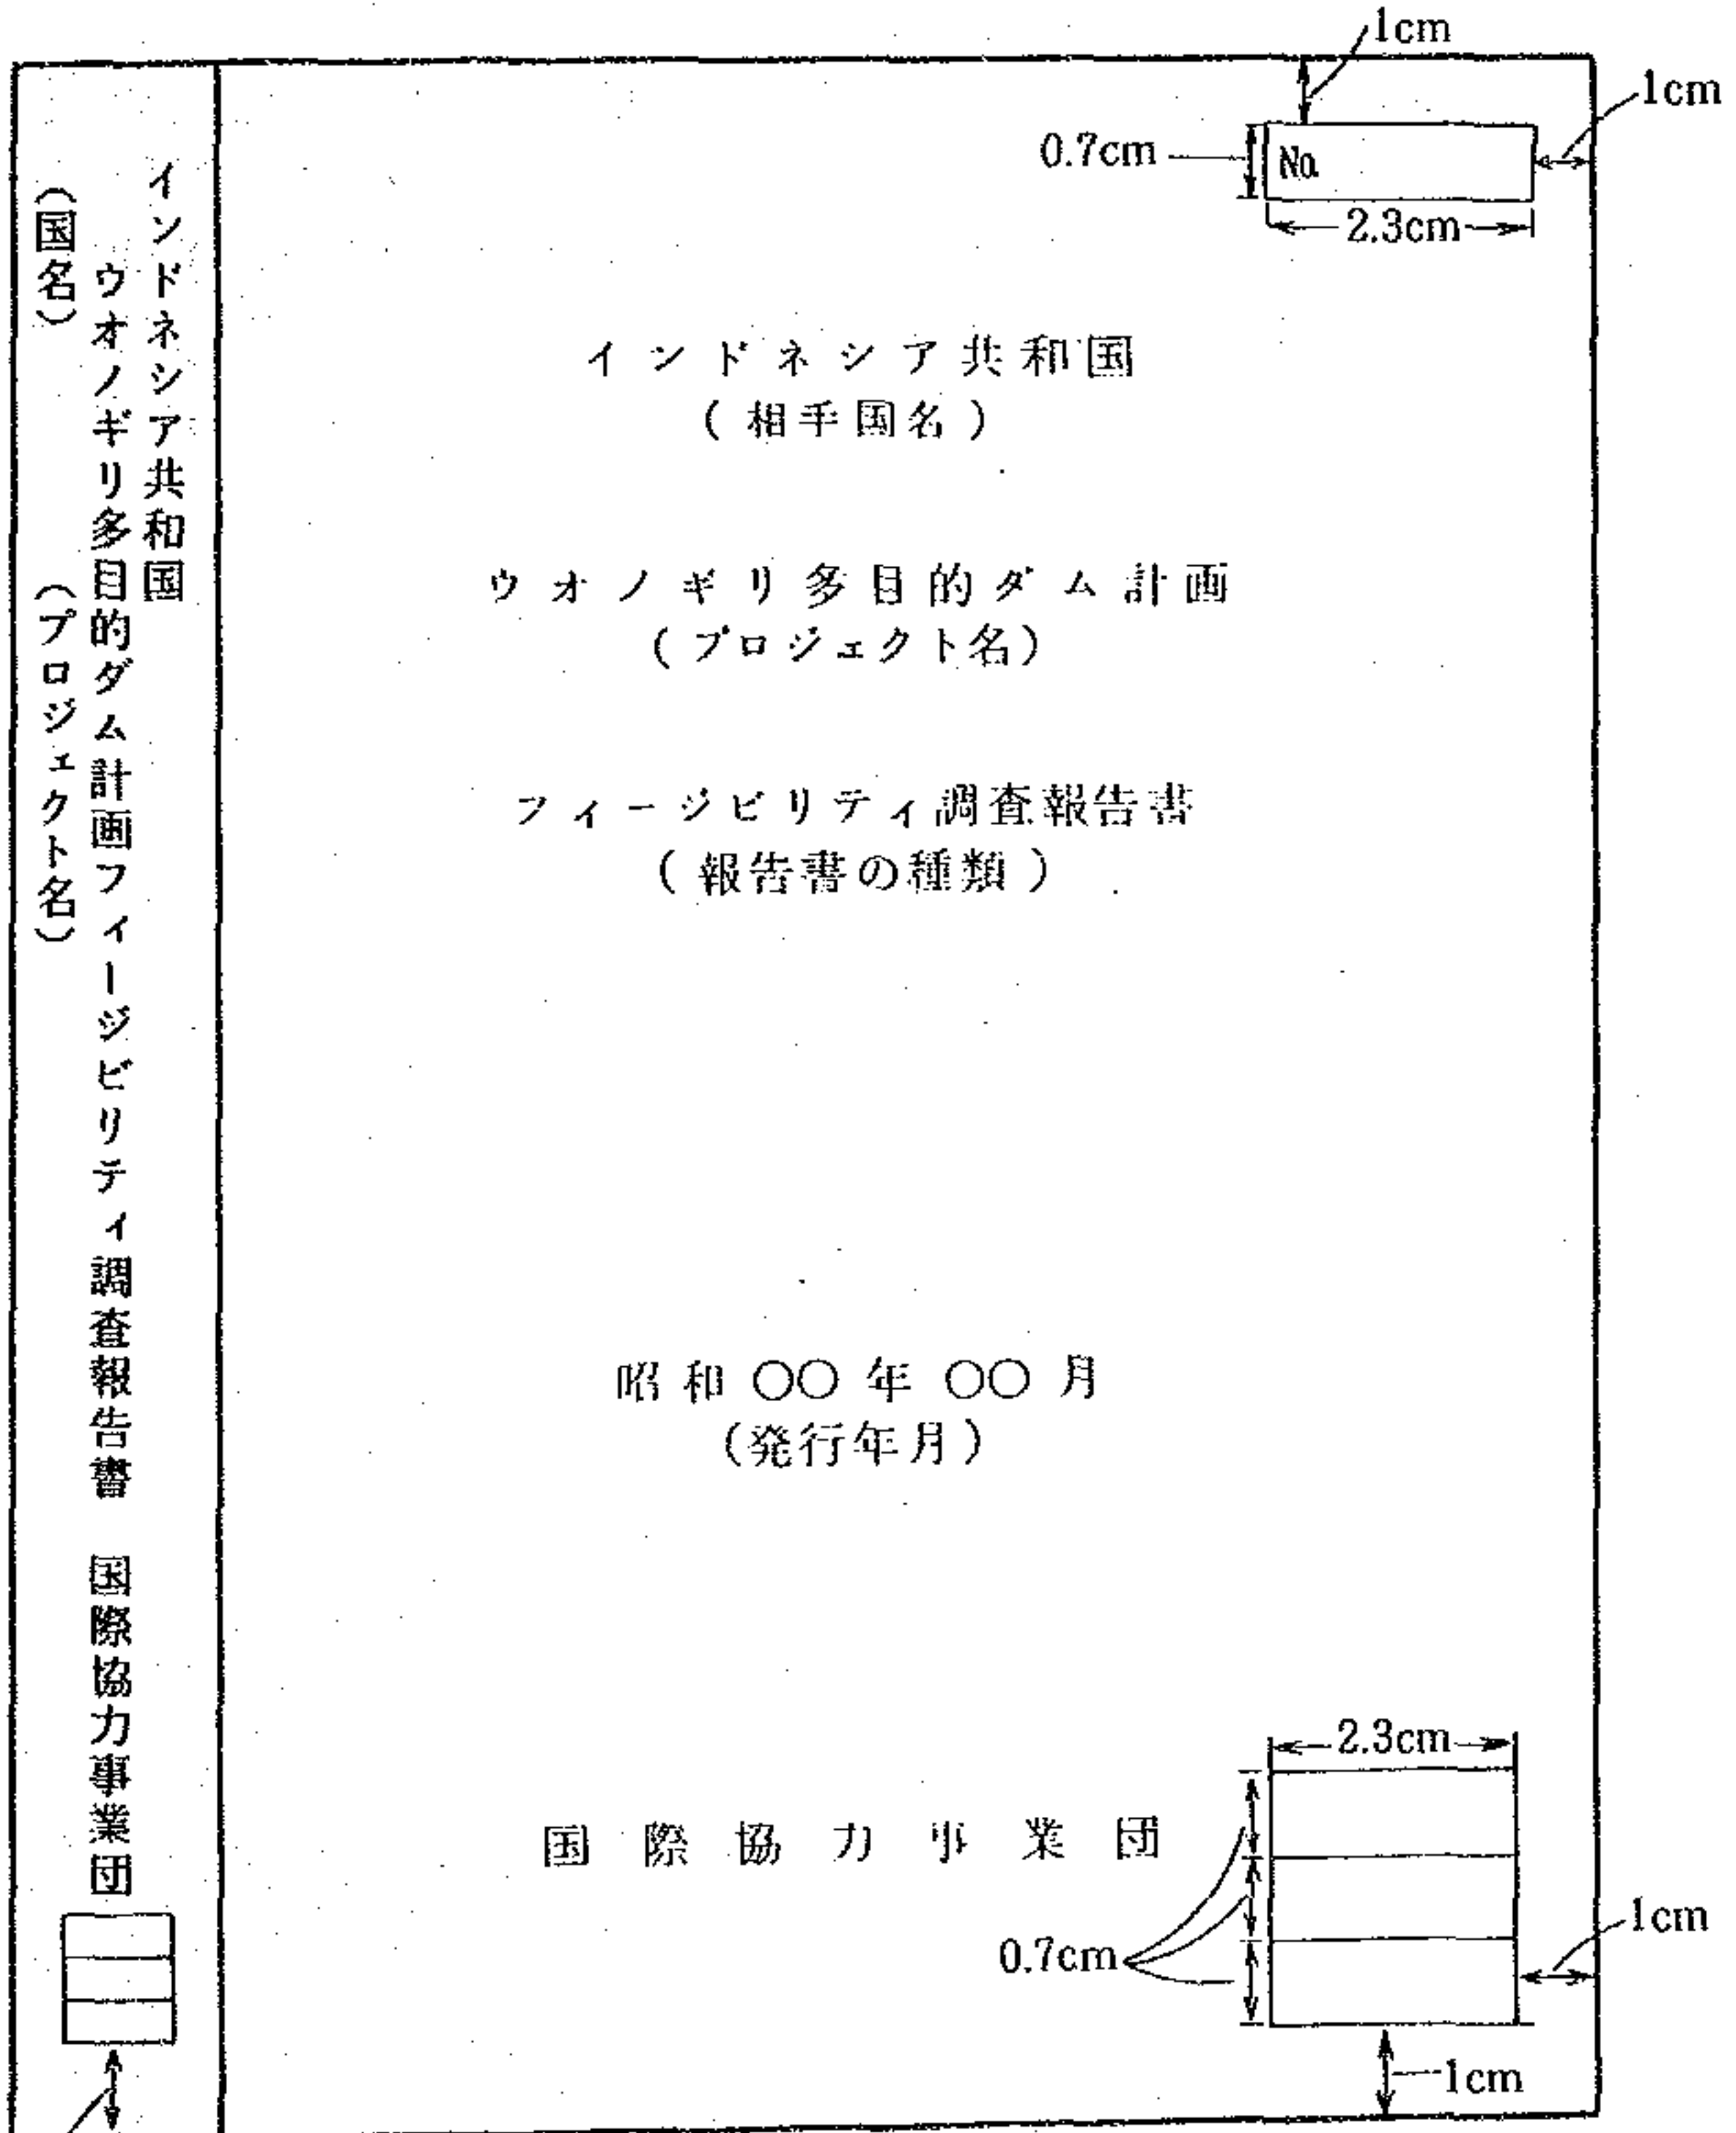 インドネシア共和国
ウオノギリ多目的ダム計画フィージビリティ調査報告書 国際協力事業団
(国名) (プロジェクト名)
1cm
1cm
0.7cm
No.
2.3cm
インドネシア共和国
(相手国名)
ウオノギリ多目的ダム計画
(プロジェクト名)
フィージビリティ調査報告書
(報告書の種類)
昭和〇〇年〇〇月
(発行年月)
2.3cm
国際協力事業団
0.7cm
1cm
1cm